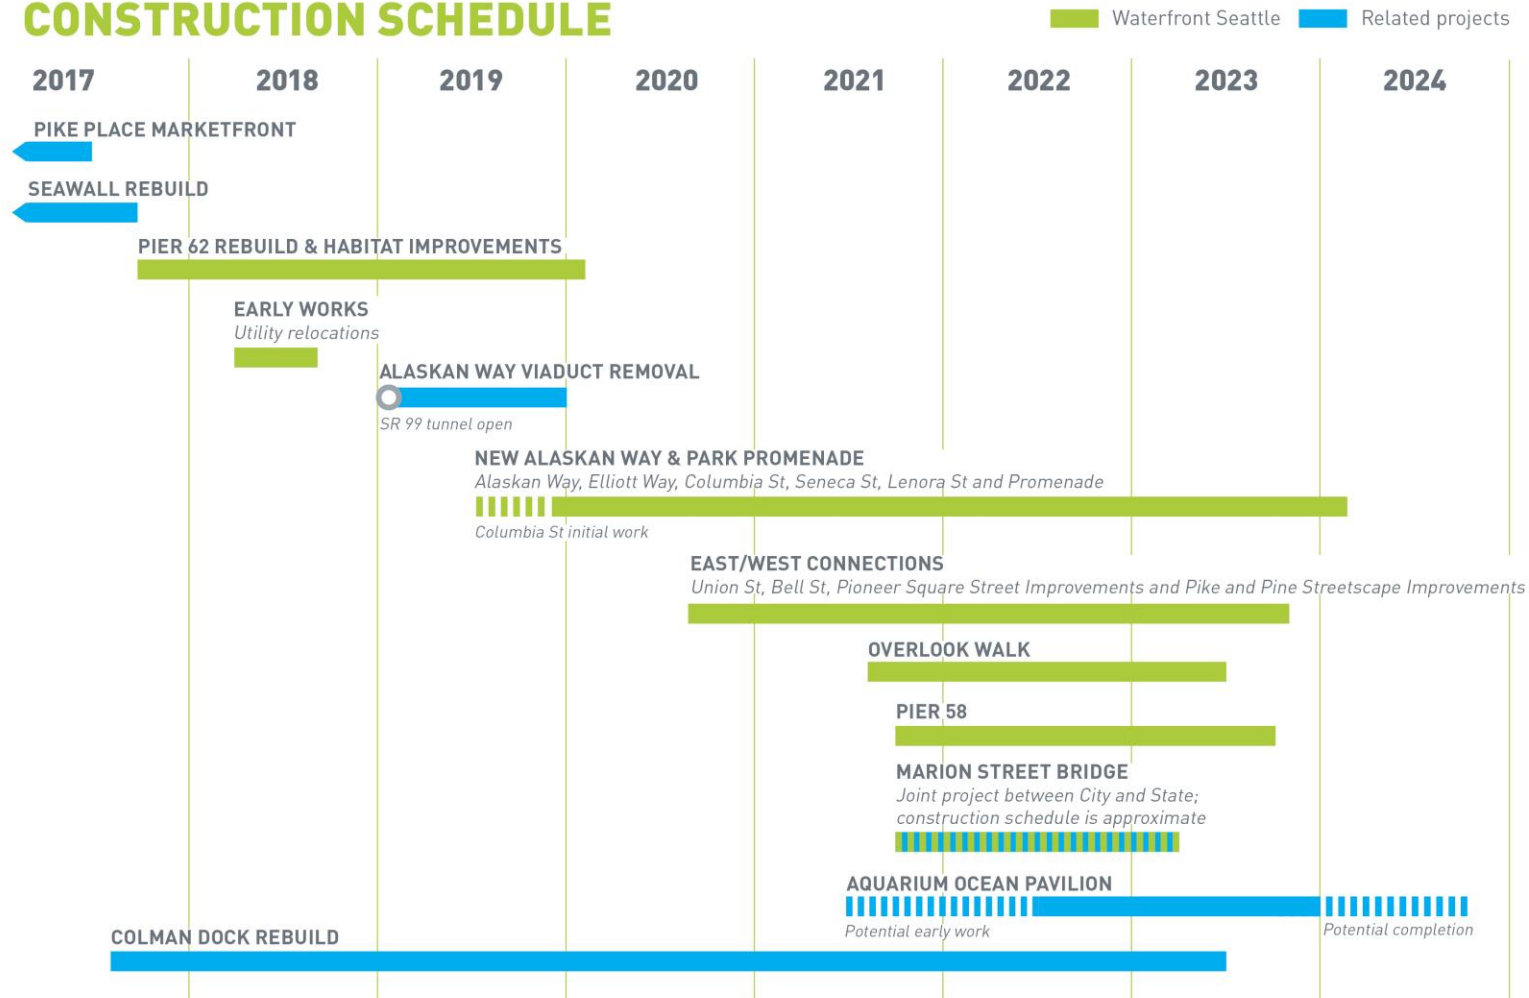 CONSTRUCTION SCHEDULE
Waterfront Seattle
Related projects
2017 2018 2019 2020 2021 2022 2023 2024
PIKE PLACE MARKETFRONT
SEAWALL REBUILD
PIER 62 REBUILD & HABITAT IMPROVEMENTS
EARLY WORKS
Utility relocations
ALASKAN WAY VIADUCT REMOVAL
SR 99 tunnel open
NEW ALASKAN WAY & PARK PROMENADE
Alaskan Way, Elliott Way, Columbia St, Seneca St, Lenora St and Promenade
Columbia St initial work
EAST/WEST CONNECTIONS
Union St, Bell St, Pioneer Square Street Improvements and Pike and Pine Streetscape Improvements
OVERLOOK WALK
PIER 58
MARION STREET BRIDGE
Joint project between City and State;
construction schedule is approximate
AQUARIUM OCEAN PAVILION
Potential early work
Potential completion
COLMAN DOCK REBUILD